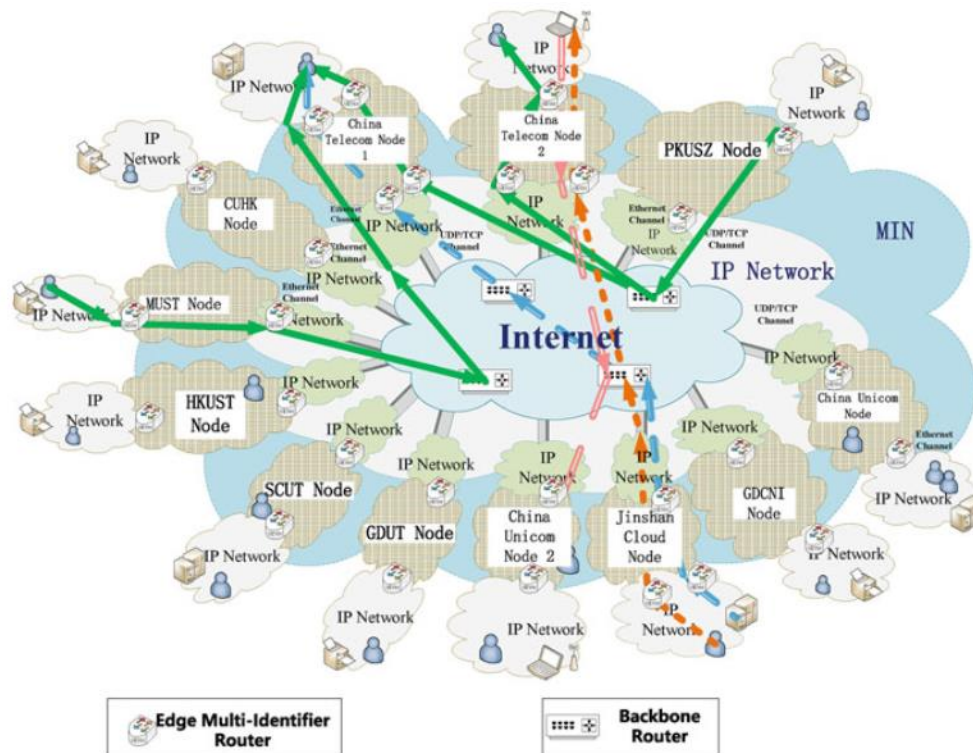 IP
Network
IP Network
IP
Network
IP
Network
China
Telecom Node
1
China
Telecom Node
2
PKUSZ Node
CUHK
Node
Ethernet
Channel
IP Network
UDP/TCP
Channel
IP
Network
Ethernet
Channel
IP
Network
UDP/TCP
Channel
MIN
Ethernet
Channel
IP Network
IP Network
Ethernet
Channel
MUST Node
IP Network
Network
UDP/TCP
Channel
Internet
IP
Network
HKUST
Node
IP Network
IP
Network
China Unicom
Node
IP Network
IP Network
IP
Network
IP
Network
IP Network
Ethernet
Channel
SCUT Node
GDUT Node
China
Unicom
Node 2
Jinshan
Cloud
Node
GDCNI
Node
IP Network
IP Network
IP
Network
IP Network
IP Network
IP
Network
Edge Multi-Identifier
Router
Backbone
Router